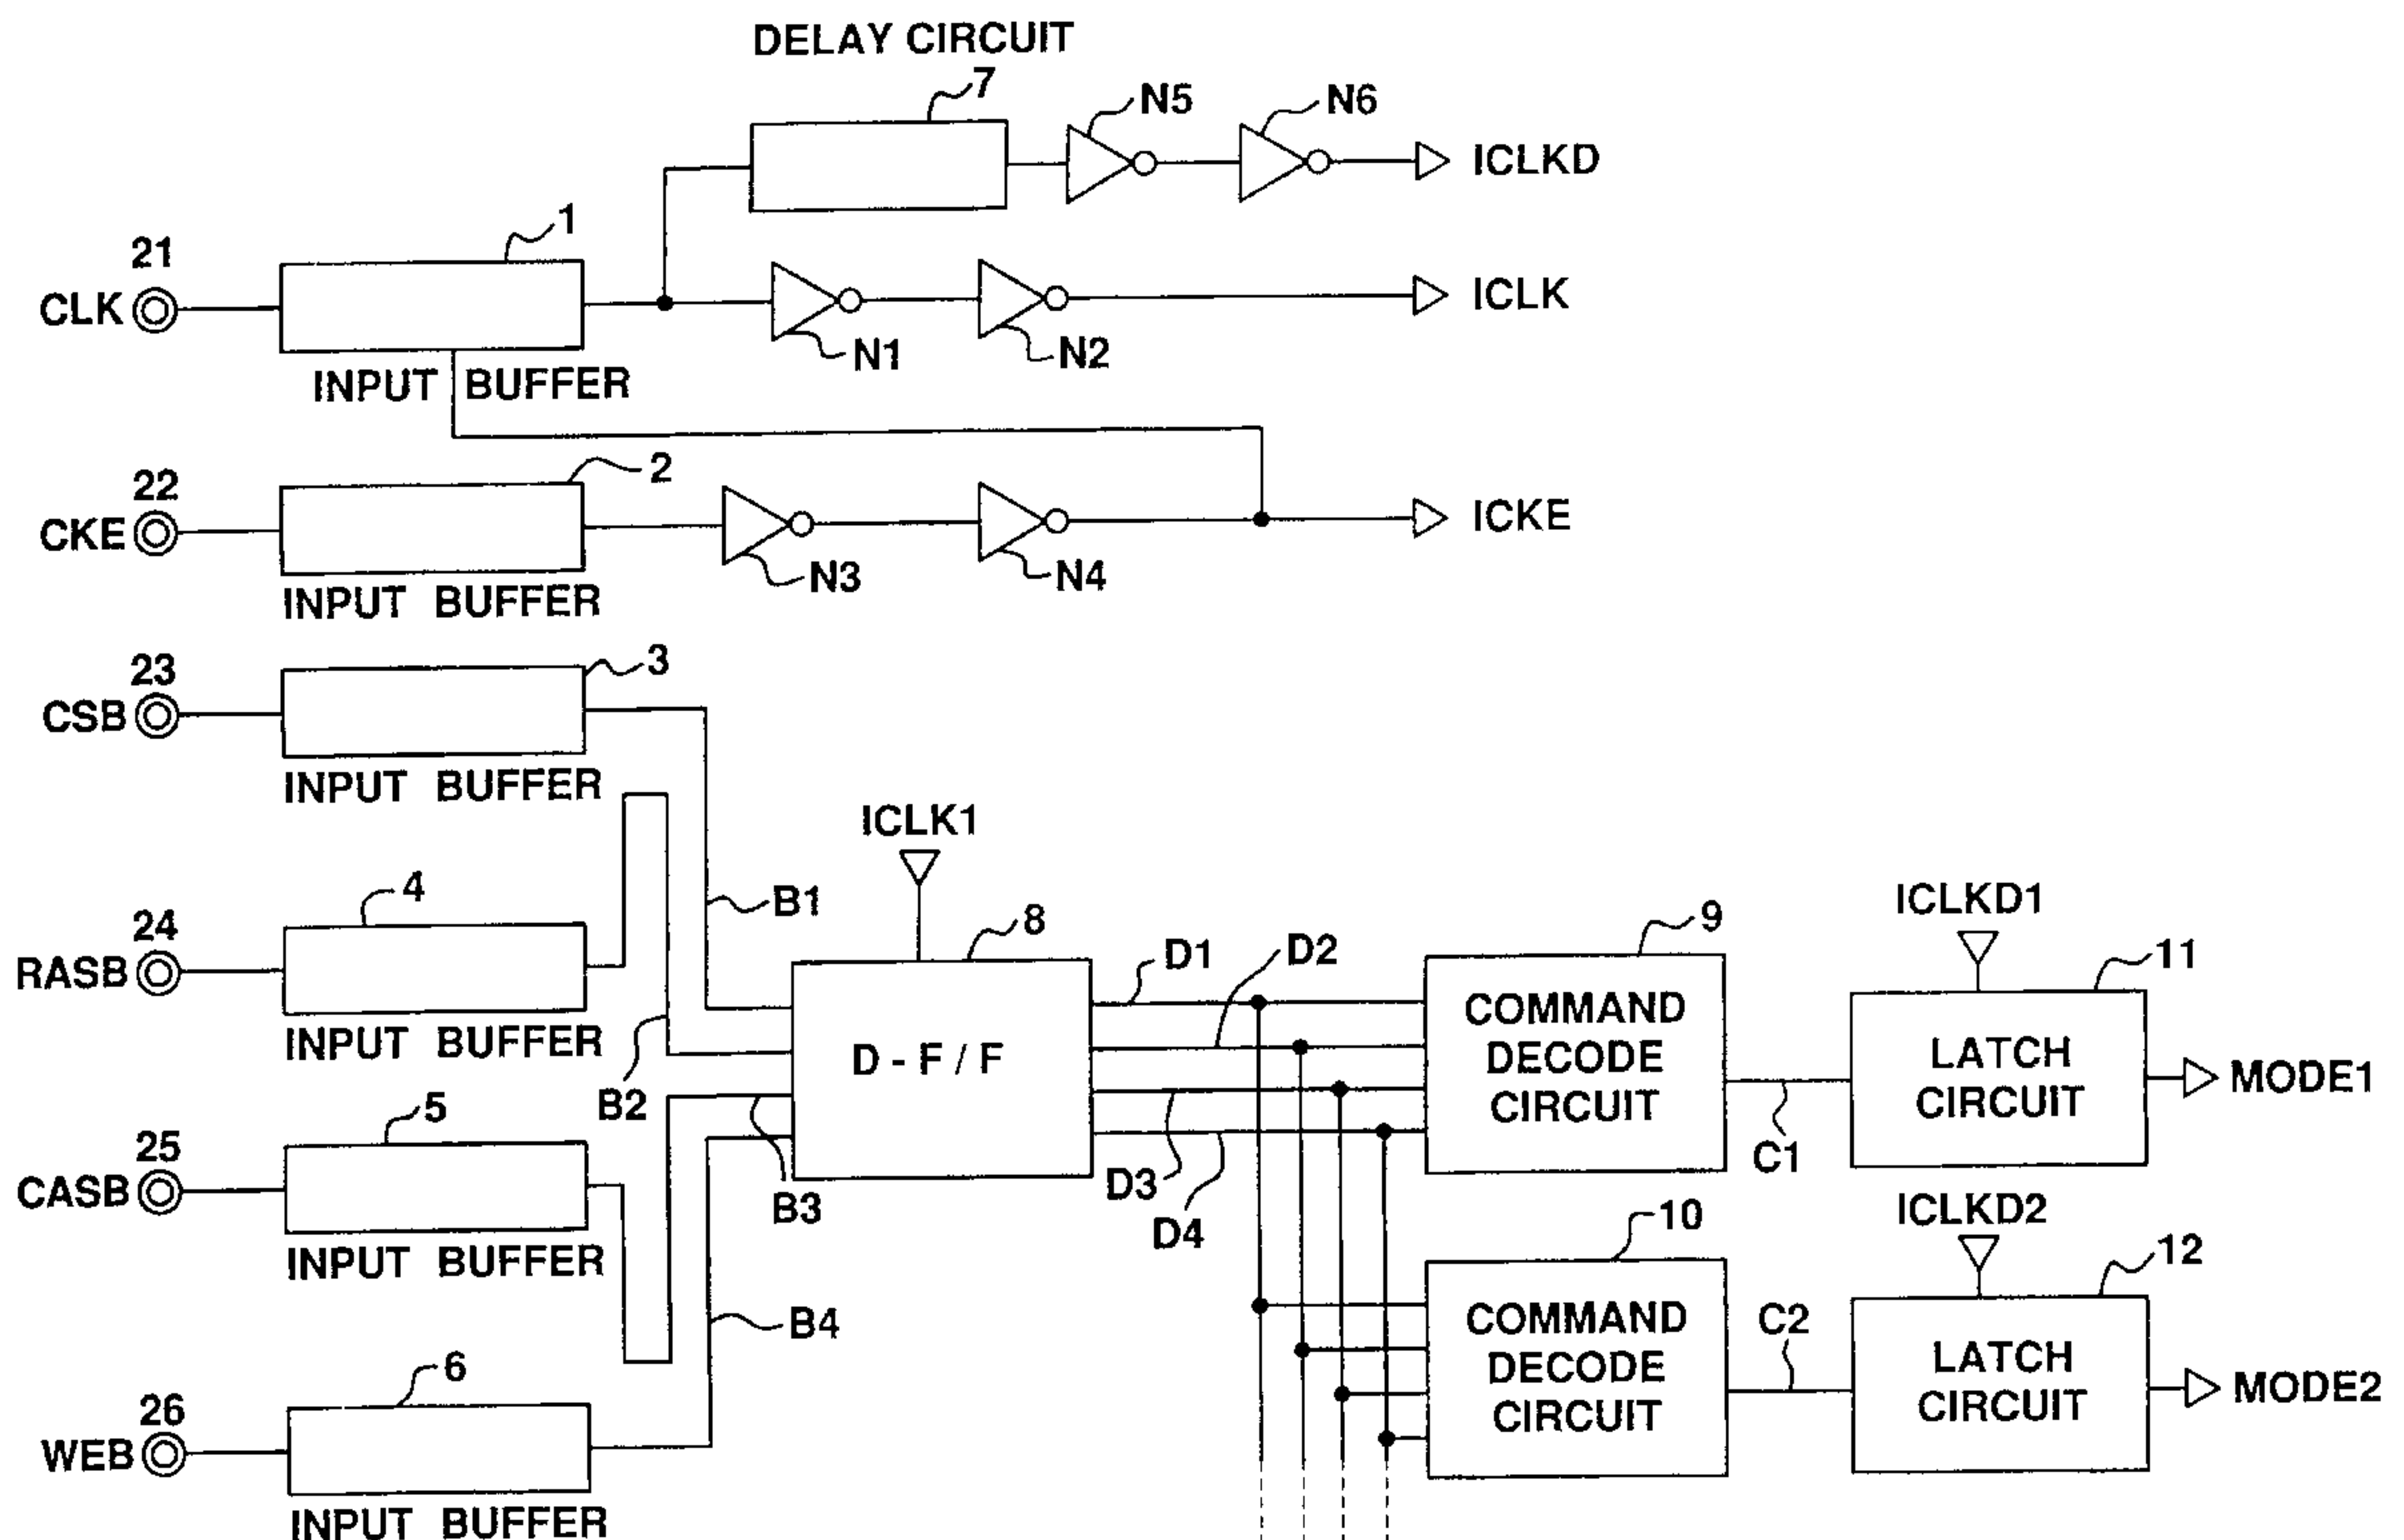 DELAY CIRCUIT
7
N5
N6
ICLKD
1
21
CLK
INPUT BUFFER
N1
N2
ICLK
2
22
CKE
INPUT BUFFER
N3
N4
ICKE
3
23
CSB
INPUT BUFFER
4
24
RASB
INPUT BUFFER
B1
B2
ICLK1
8
D - F / F
D1
D2
D3
D4
9
COMMAND
DECODE
CIRCUIT
C1
ICLKD1
11
LATCH
CIRCUIT
MODE1
5
25
CASB
INPUT BUFFER
B3
B4
10
COMMAND
DECODE
CIRCUIT
C2
ICLKD2
12
LATCH
CIRCUIT
MODE2
6
26
WEB
INPUT BUFFER